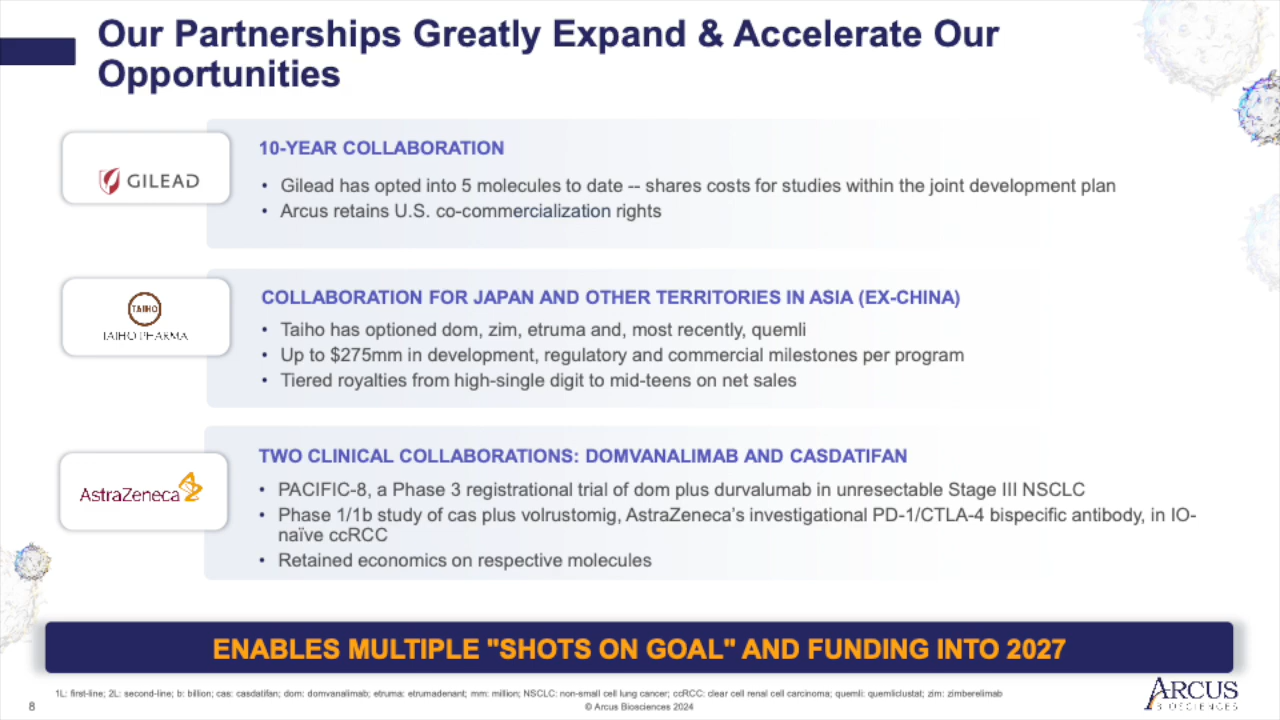 Our Partnerships Greatly Expand & Accelerate Our
Opportunities
GILEAD
10-YEAR COLLABORATION
• Gilead has opted into 5 molecules to date -- shares costs for studies within the joint development plan
• Arcus retains U.S. co-commercialization rights
TAIHO
TAIHO PHARMA
COLLABORATION FOR JAPAN AND OTHER TERRITORIES IN ASIA (EX-CHINA)
• Taiho has optioned dom, zim, etruma and, most recently, quemli
• Up to $275mm in development, regulatory and commercial milestones per program
• Tiered royalties from high-single digit to mid-teens on net sales
AstraZeneca
TWO CLINICAL COLLABORATIONS: DOMVANALIMAB AND CASDATIFAN
• PACIFIC-8, a Phase 3 registrational trial of dom plus durvalumab in unresectable Stage III NSCLC
• Phase 1/1b study of cas plus volrustomig, AstraZeneca's investigational PD-1/CTLA-4 bispecific antibody, in IO-
naïve ccRCC
• Retained economics on respective molecules
ENABLES MULTIPLE "SHOTS ON GOAL" AND FUNDING INTO 2027
1L: first-line; 2L: second-line; b: billion; cas: casdatifan; dom: domvanalimab; etruma: etrumadenant; mm: million; NSCLC: non-small cell lung cancer; ccRCC: clear cell renal cell carcinoma; quemli: quemliclustat; zim: zimberelimab
8
© Arcus Biosciences 2024
ARCUS
BIOSCIENCES